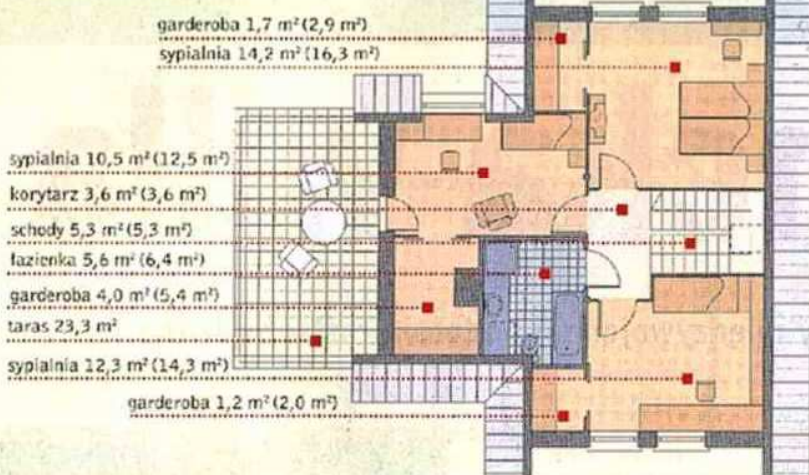 garderoba 1,7 m² (2,9 m²)
sypialnia 14,2 m² (16,3 m²)
sypialnia 10,5 m² (12,5 m²)
korytarz 3,6 m² (3,6 m²)
schody 5,3 m² (5,3 m²)
łazienka 5,6 m² (6,4 m²)
garderoba 4,0 m² (5,4 m²)
taras 23,3 m²
sypialnia 12,3 m² (14,3 m²)
garderoba 1,2 m² (2,0 m²)